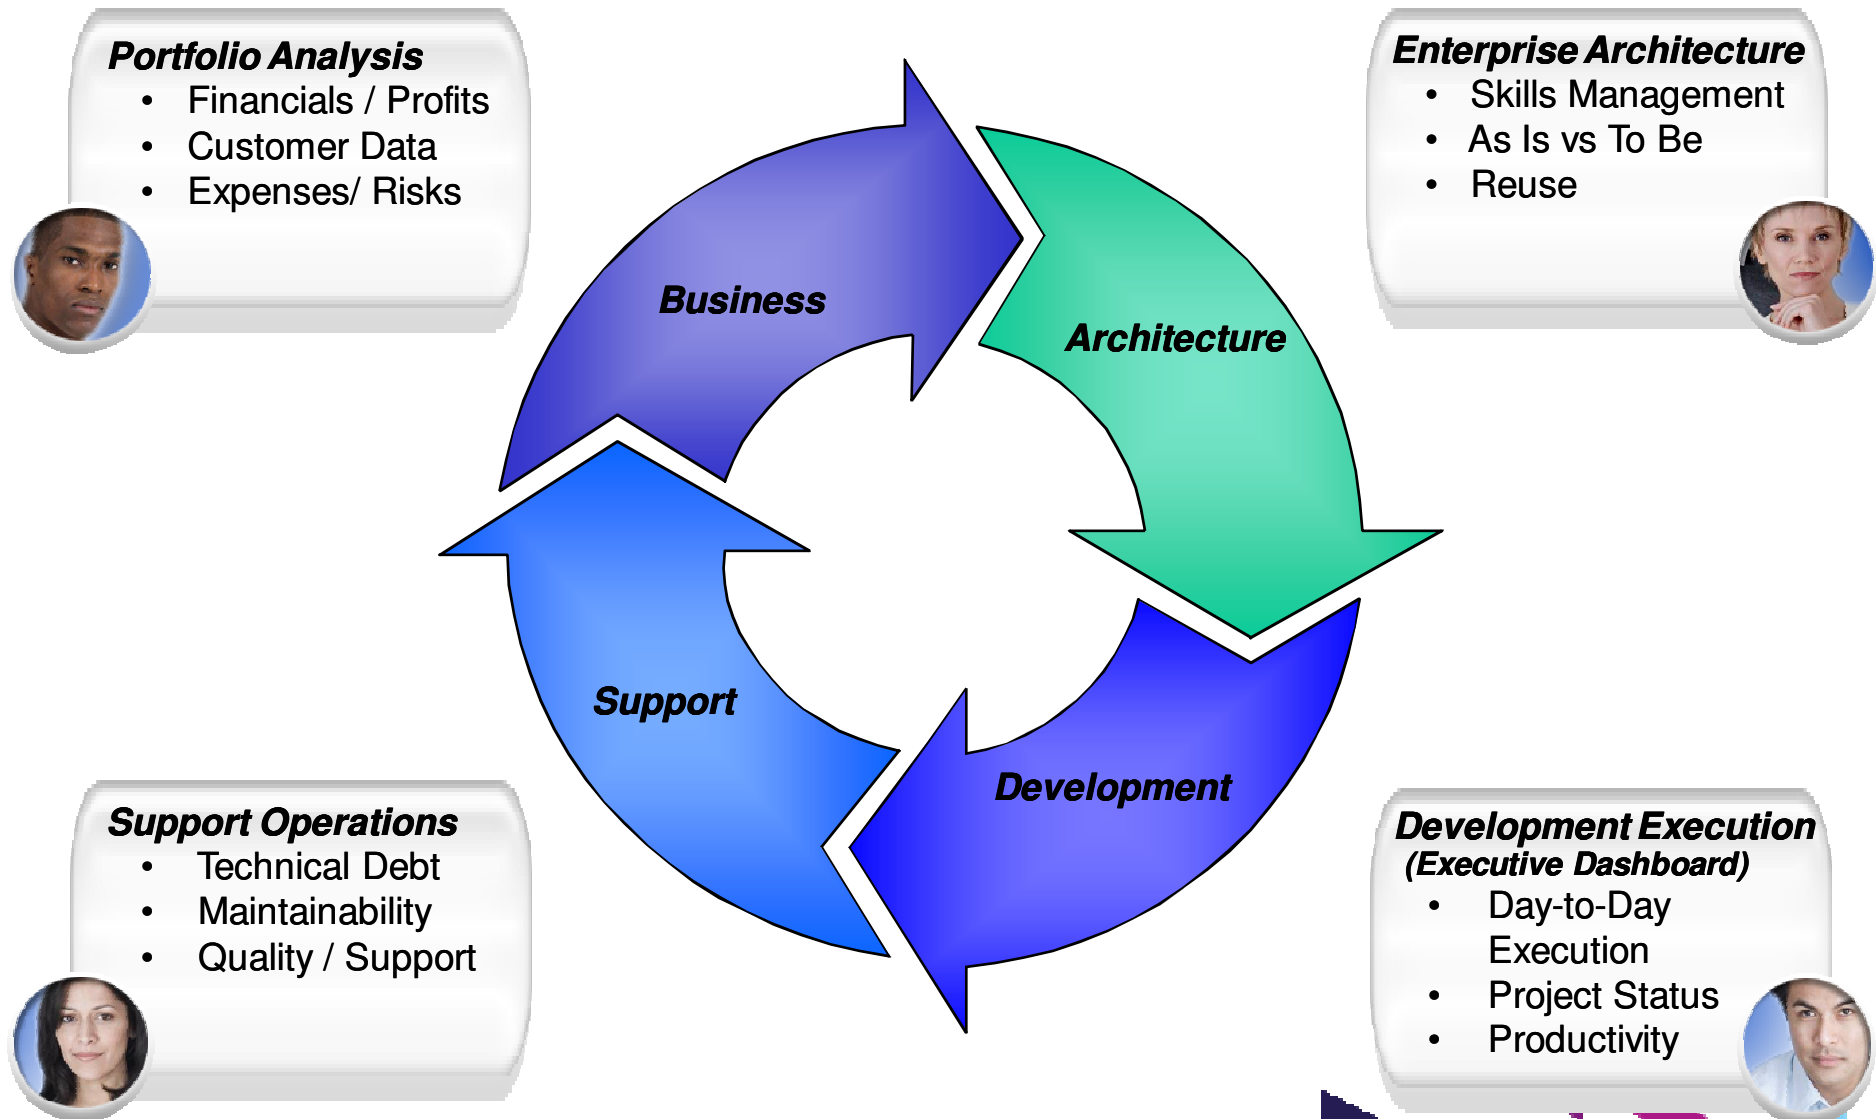 Portfolio Analysis
• Financials / Profits
• Customer Data
• Expenses/ Risks
Enterprise Architecture
• Skills Management
• As Is vs To Be
• Reuse
Business
Architecture
Support
Development
Support Operations
• Technical Debt
• Maintainability
• Quality / Support
Development Execution
(Executive Dashboard)
• Day-to-Day
Execution
• Project Status
• Productivity